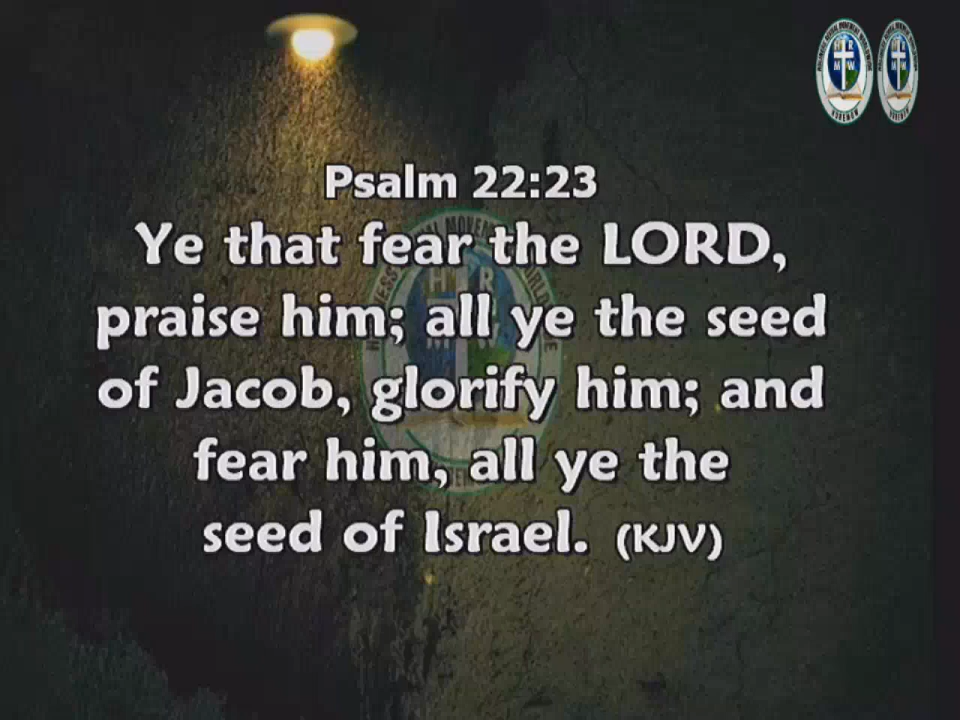 Psalm 22:23
Ye that fear the LORD,
praise him; all ye the seed
of Jacob, glorify him; and
fear him, all ye the
seed of Israel. (KJV)
H R
M W
H R
M W